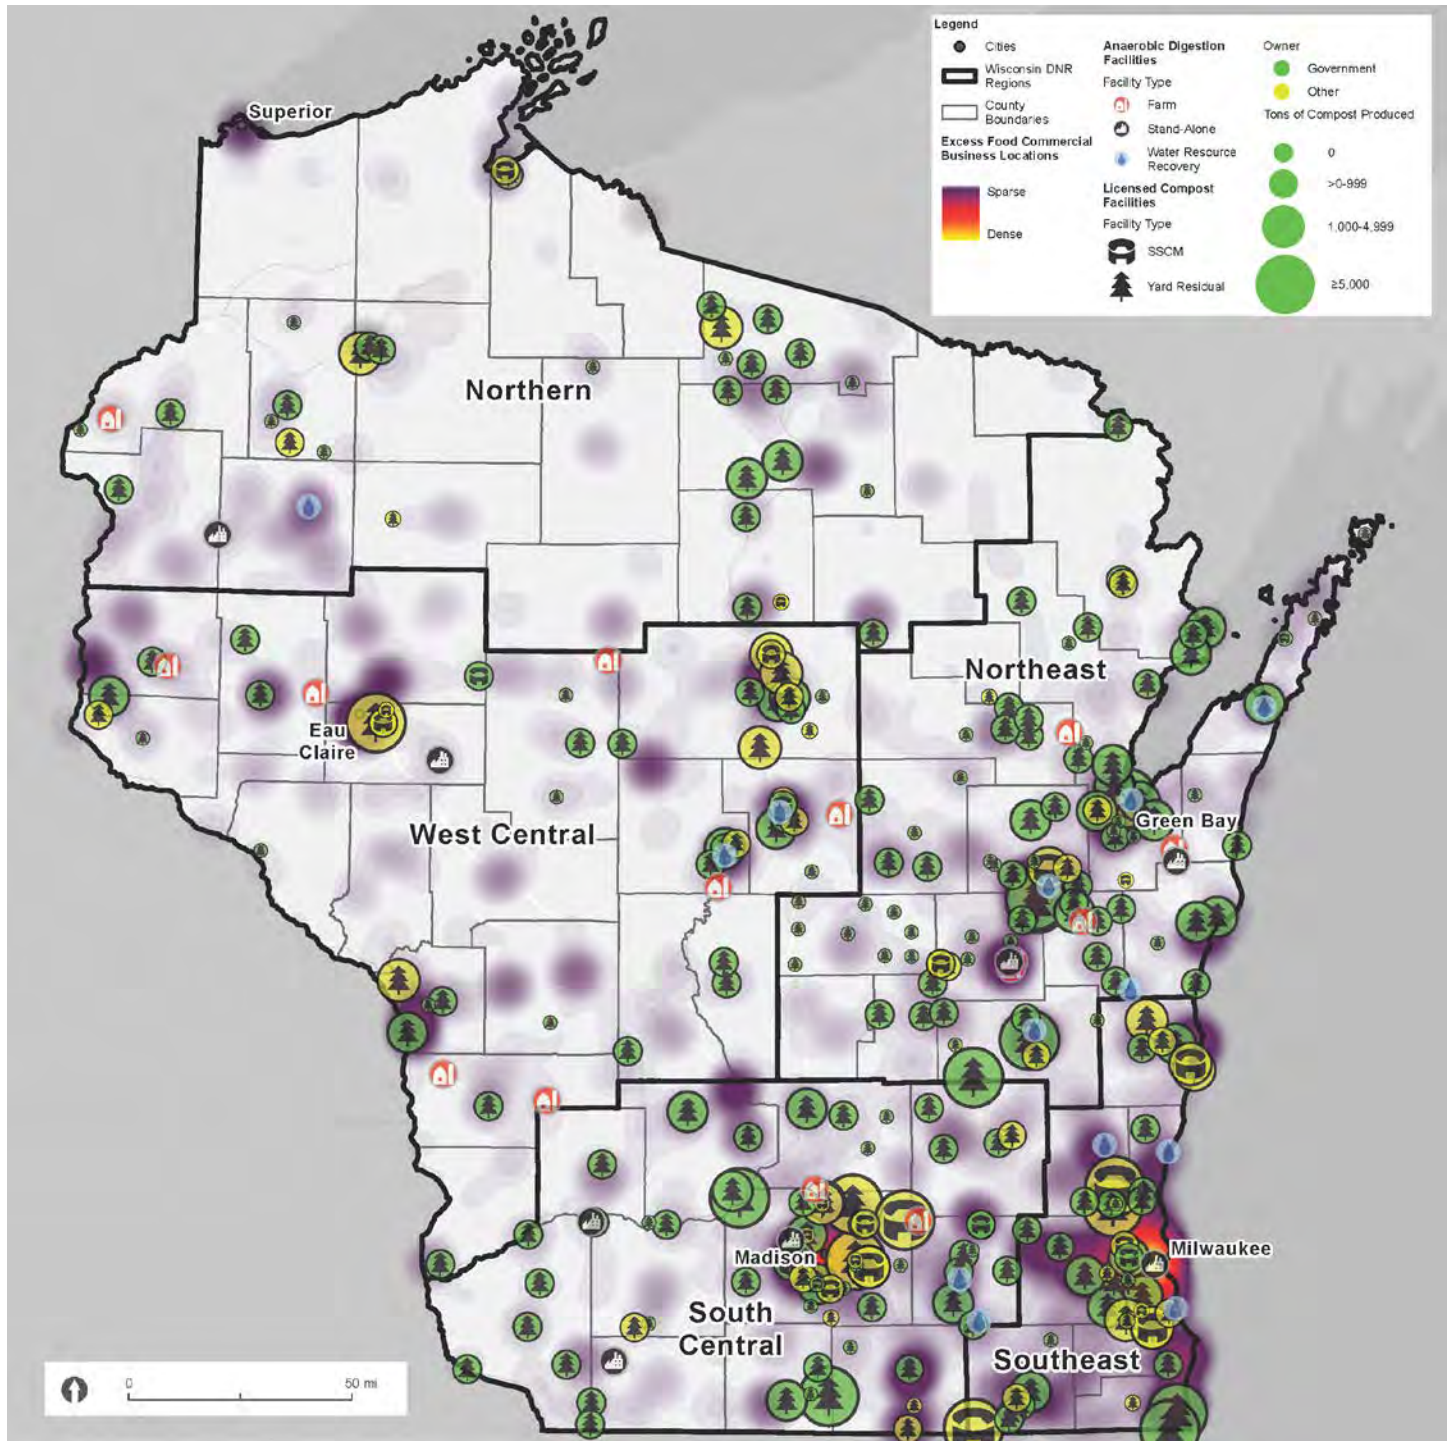 Legend
Cities
Wisconsin DNR
Regions
County
Boundaries
Excess Food Commercial
Business Locations
Sparse
Dense
Anaerobic Digestion
Facilities
Facility Type
Farm
Stand-Alone
Water Resource
Recovery
Licensed Compost
Facilities
Facility Type
SSCM
Yard Residual
Owner
Government
Other
Tons of Compost Produced
0
>0-999
1,000-4,999
≥5,000
Superior
Northern
Northeast
Eau
Claire
West Central
Green Bay
Madison
Milwaukee
South
Central
Southeast
0
50 mi